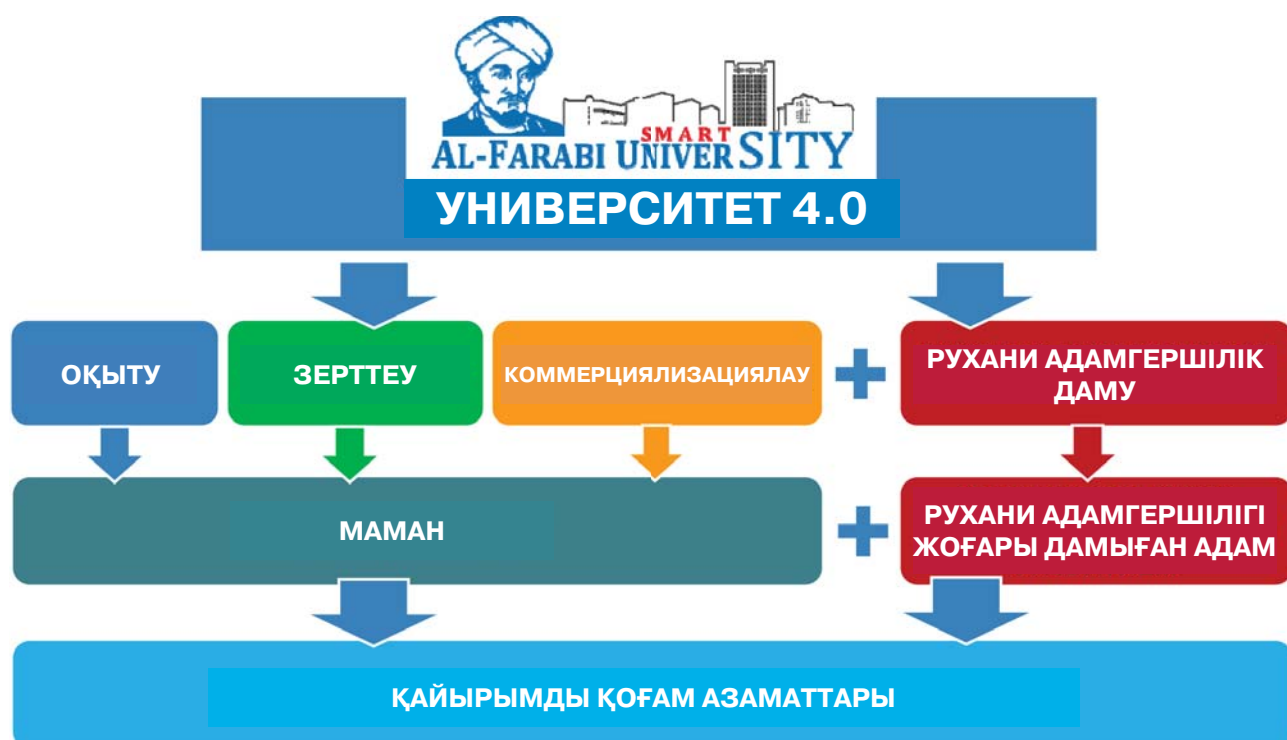 SMART
AL-FARABI UNIVERSITY
УНИВЕРСИТЕТ 4.0
ОҚЫТУ
ЗЕРТТЕУ
КОММЕРЦИЯЛИЗАЦИЯЛАУ
РУХАНИ АДАМГЕРШІЛІК
ДАМУ
МАМАН
РУХАНИ АДАМГЕРШІЛІГІ
ЖОҒАРЫ ДАМЫҒАН АДАМ
ҚАЙЫРЫМДЫ ҚОҒАМ АЗАМАТТАРЫ